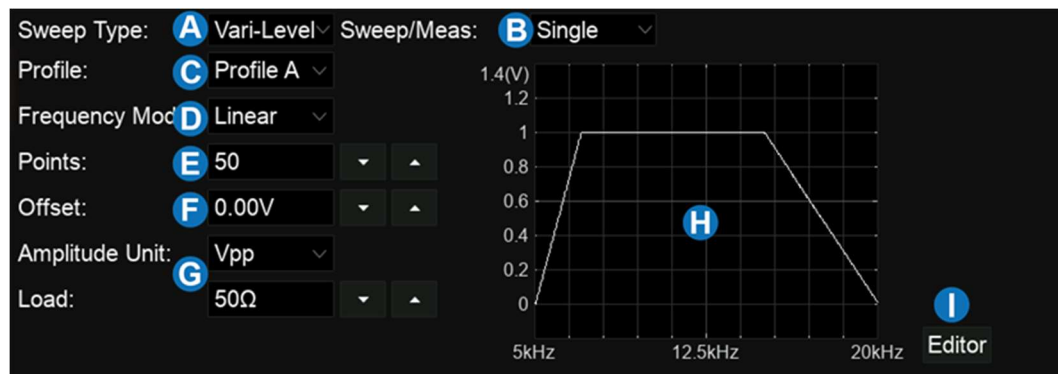 Sweep Type: A Vari-Level Sweep/Meas: B Single
Profile: C Profile A
1.4(V)
1.2
Frequency Mod D Linear
1
Points: E 50
0.8
Offset: F 0.00V
0.6
H
0.4
Amplitude Unit: Vpp
G
0.2
Load: 50Ω
0
I
Editor
5kHz 12.5kHz 20kHz